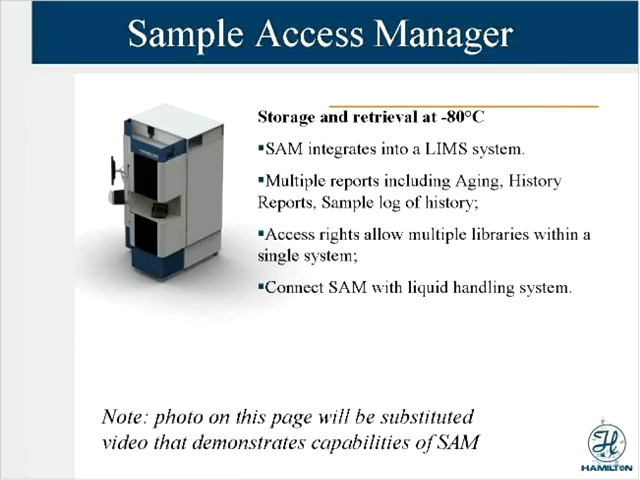 Sample Access Manager
Storage and retrieval at -80°C
▪SAM integrates into a LIMS system.
▪Multiple reports including Aging, History
Reports, Sample log of history;
▪Access rights allow multiple libraries within a
single system;
▪Connect SAM with liquid handling system.
Note: photo on this page will be substituted
video that demonstrates capabilities of SAM
HAMILTON